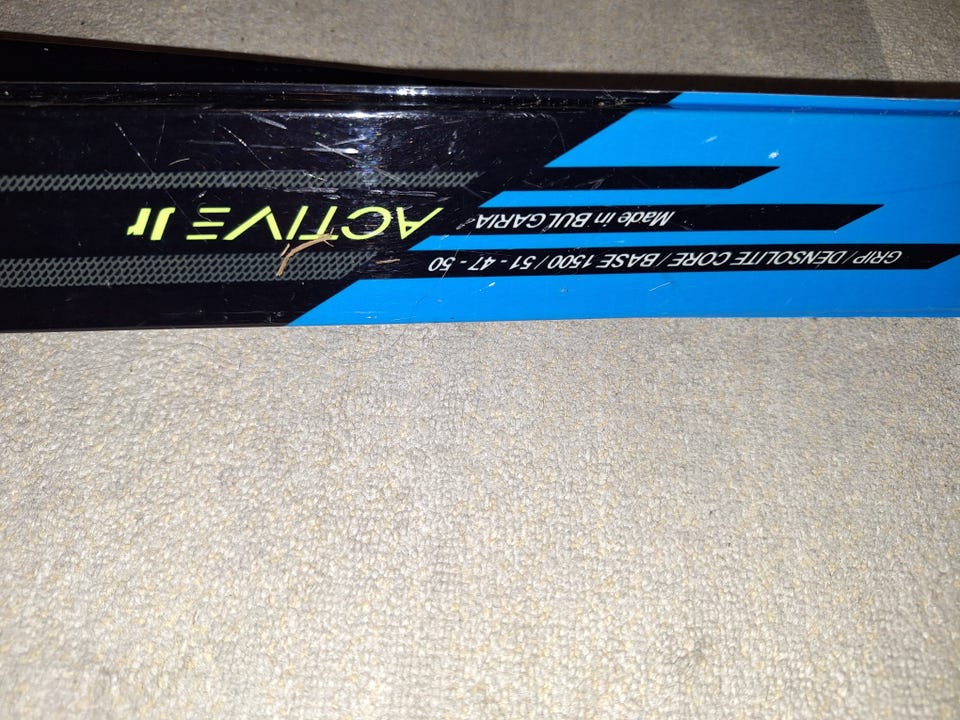 GRIP / DENSOLITE CORE / BASE 1500 / 51 - 47 - 50
Made in BULGARIA
ACTIVE Jr